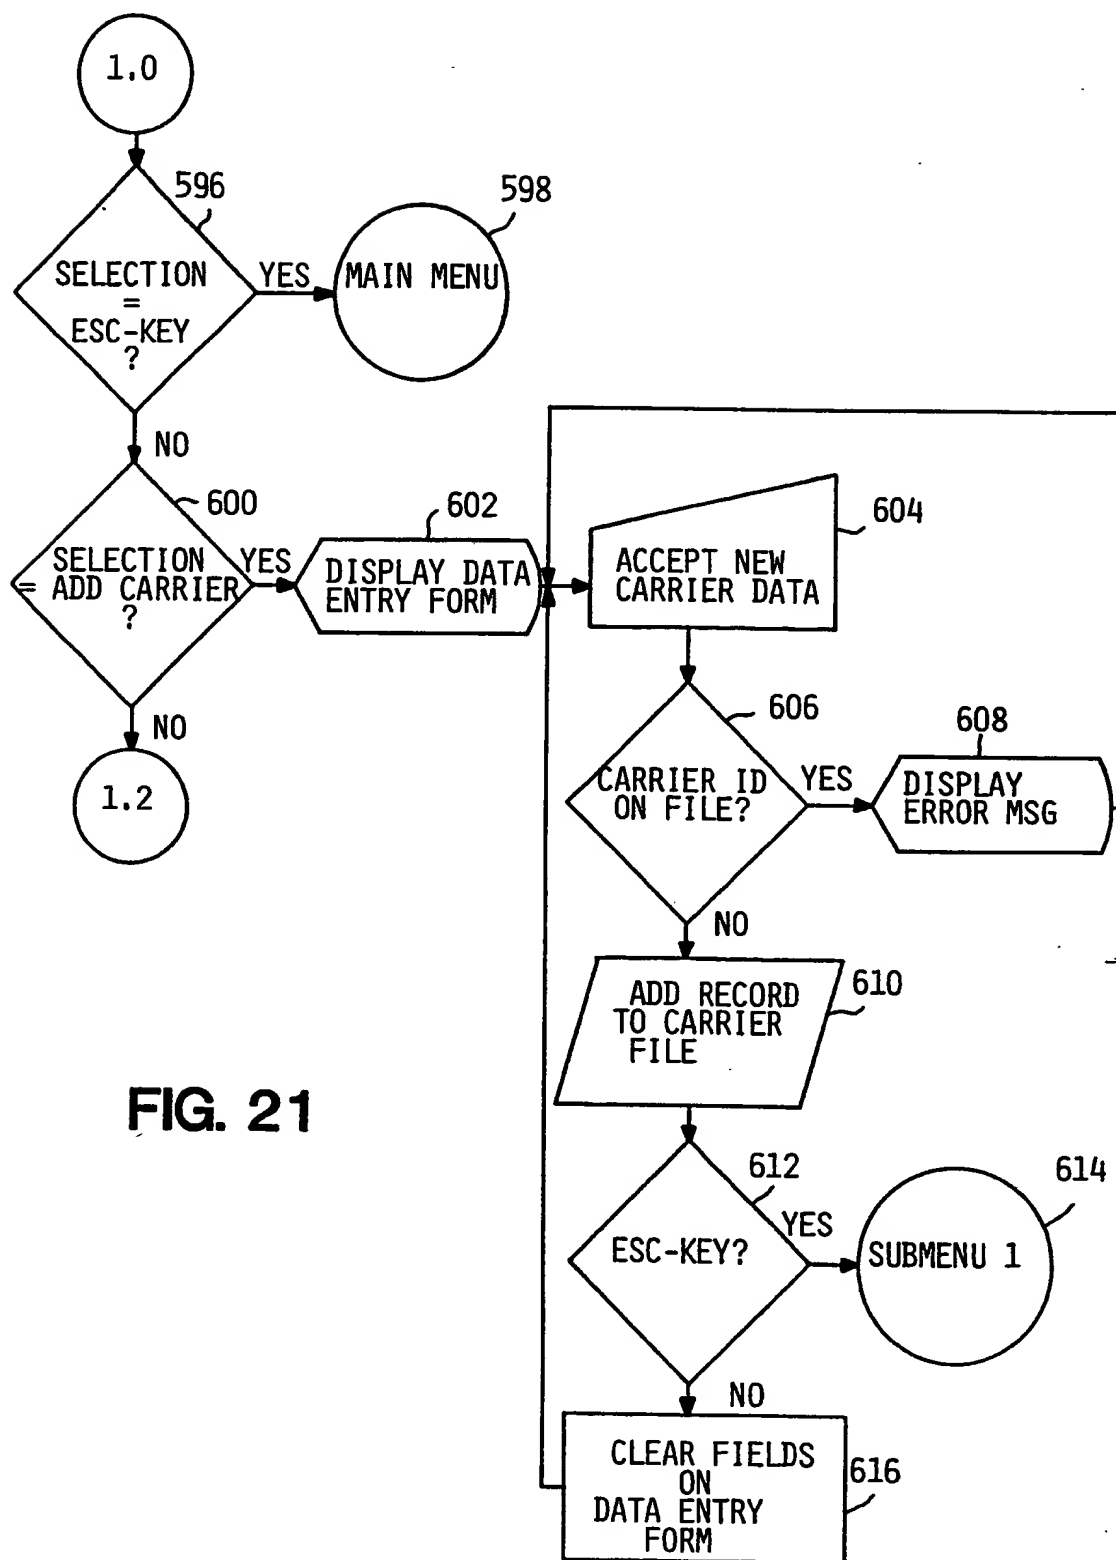 1.0
596
SELECTION
=
ESC-KEY
?
YES
598
MAIN MENU
NO
600
SELECTION
= ADD CARRIER
?
YES
602
DISPLAY DATA
ENTRY FORM
604
ACCEPT NEW
CARRIER DATA
NO
1.2
606
CARRIER ID
ON FILE?
YES
608
DISPLAY
ERROR MSG
NO
610
ADD RECORD
TO CARRIER
FILE
FIG. 21
612
ESC-KEY?
YES
614
SUBMENU 1
NO
616
CLEAR FIELDS
ON
DATA ENTRY
FORM